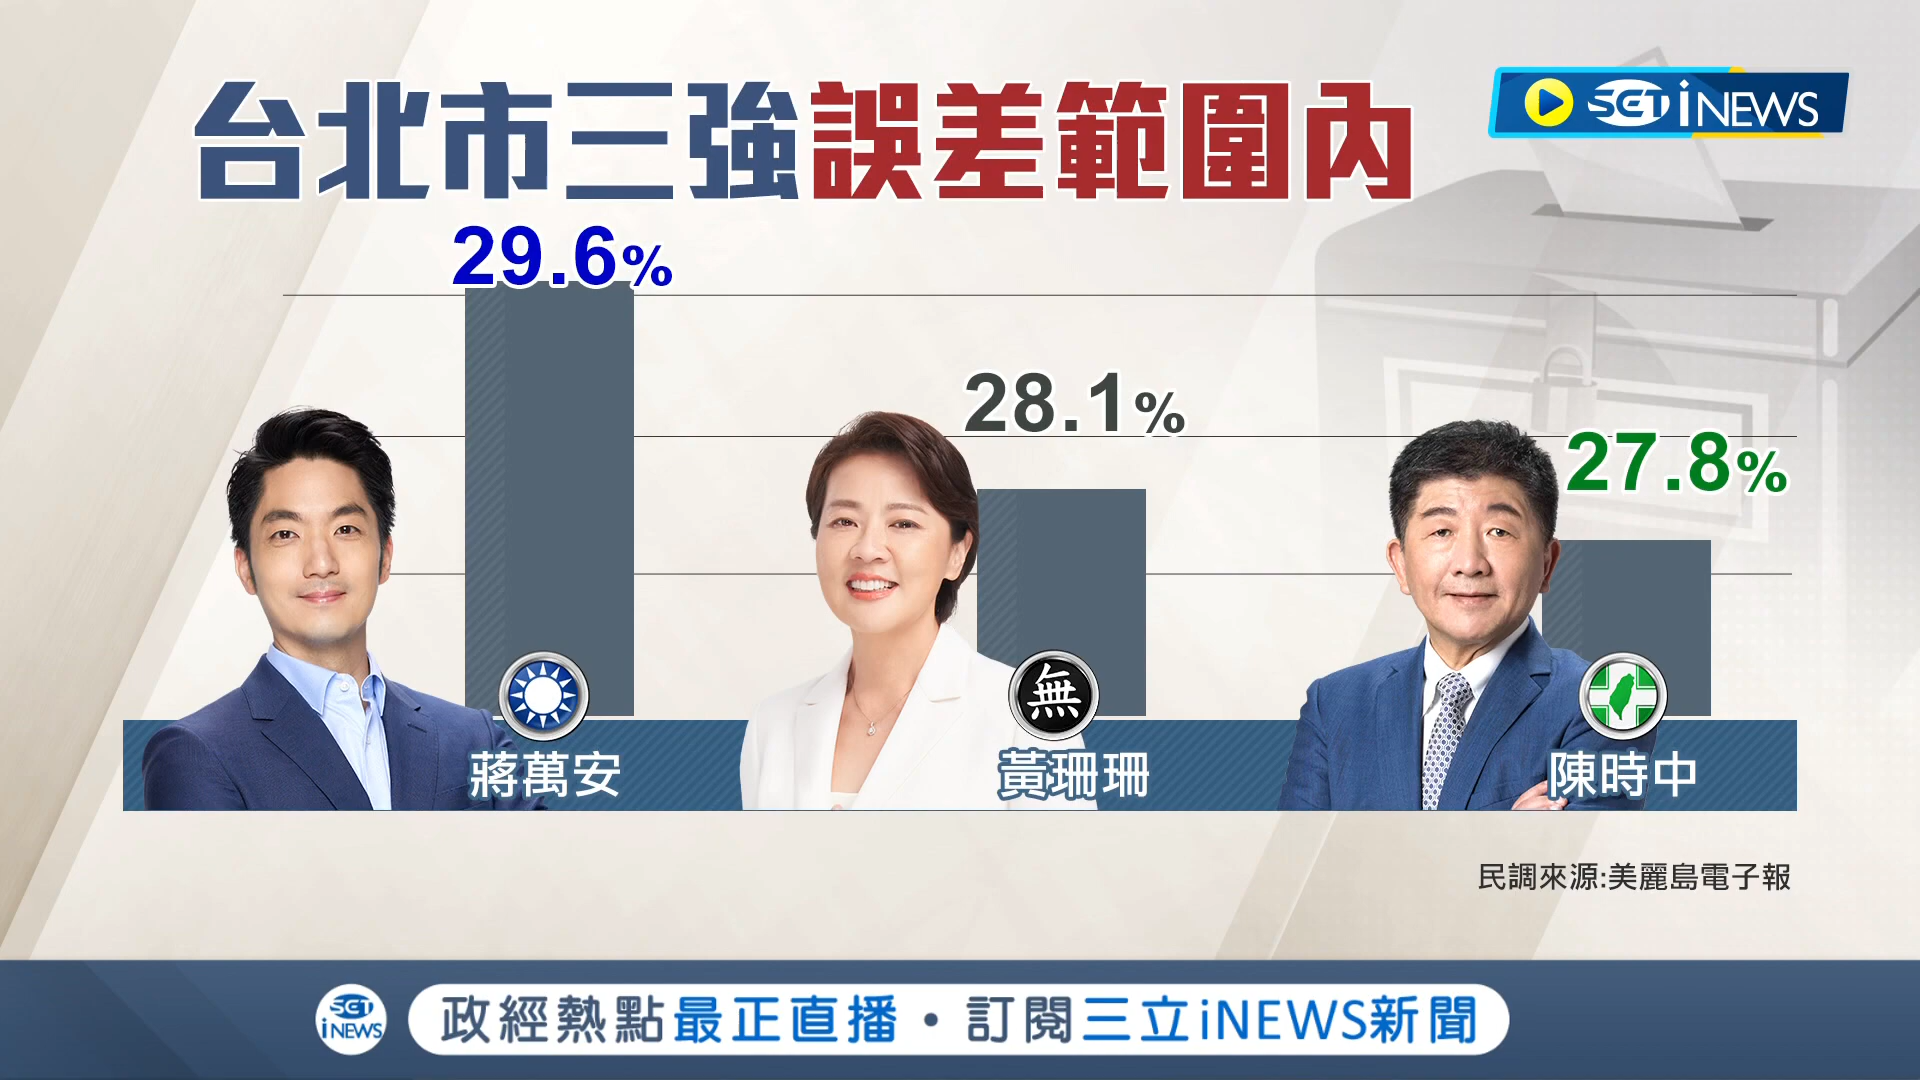 台北市三強誤差範圍內
SET iNEWS
29.6%
28.1%
27.8%
無
蔣萬安
黃珊珊
陳時中
民調來源:美麗島電子報
SET iNEWS
政經熱點最正直播・訂閱三立iNEWS新聞